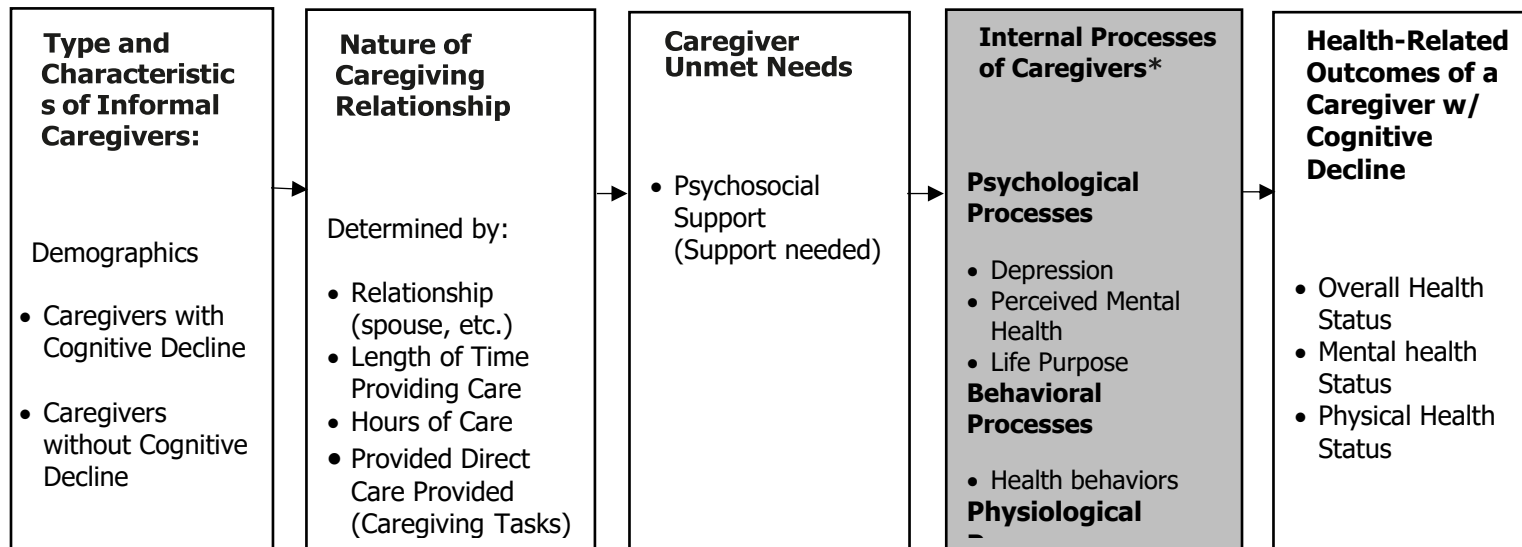 Type and
Characteristic
s of Informal
Caregivers:
Demographics
• Caregivers with
Cognitive Decline
• Caregivers
without Cognitive
Decline
Nature of
Caregiving
Relationship
Determined by:
• Relationship
(spouse, etc.)
• Length of Time
Providing Care
• Hours of Care
• Provided Direct
Care Provided
(Caregiving Tasks)
Caregiver
Unmet Needs
• Psychosocial
Support
(Support needed)
Internal Processes
of Caregivers*
Psychological
Processes
• Depression
• Perceived Mental
Health
• Life Purpose
Behavioral
Processes
• Health behaviors
Physiological
Health-Related
Outcomes of a
Caregiver w/
Cognitive
Decline
• Overall Health
Status
• Mental health
Status
• Physical Health
Status